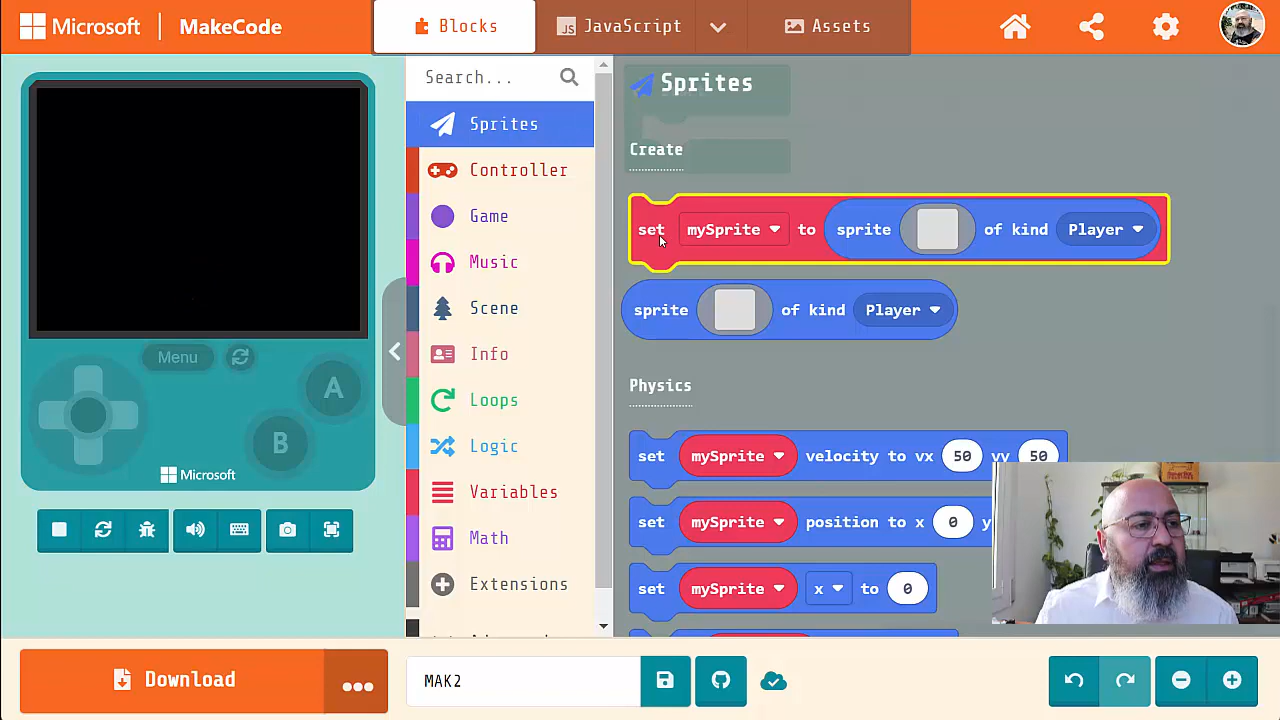 Microsoft | MakeCode
Blocks
JavaScript
Assets
Search...
Sprites
Controller
Game
Music
Scene
Info
Loops
Logic
Variables
Math
Extensions
Sprites
Create
set mySprite to sprite of kind Player
sprite of kind Player
Physics
set mySprite velocity to vx 50 vy 50
set mySprite position to x 0 y
set mySprite x to 0
Menu
A
B
Microsoft
Download
MAK2